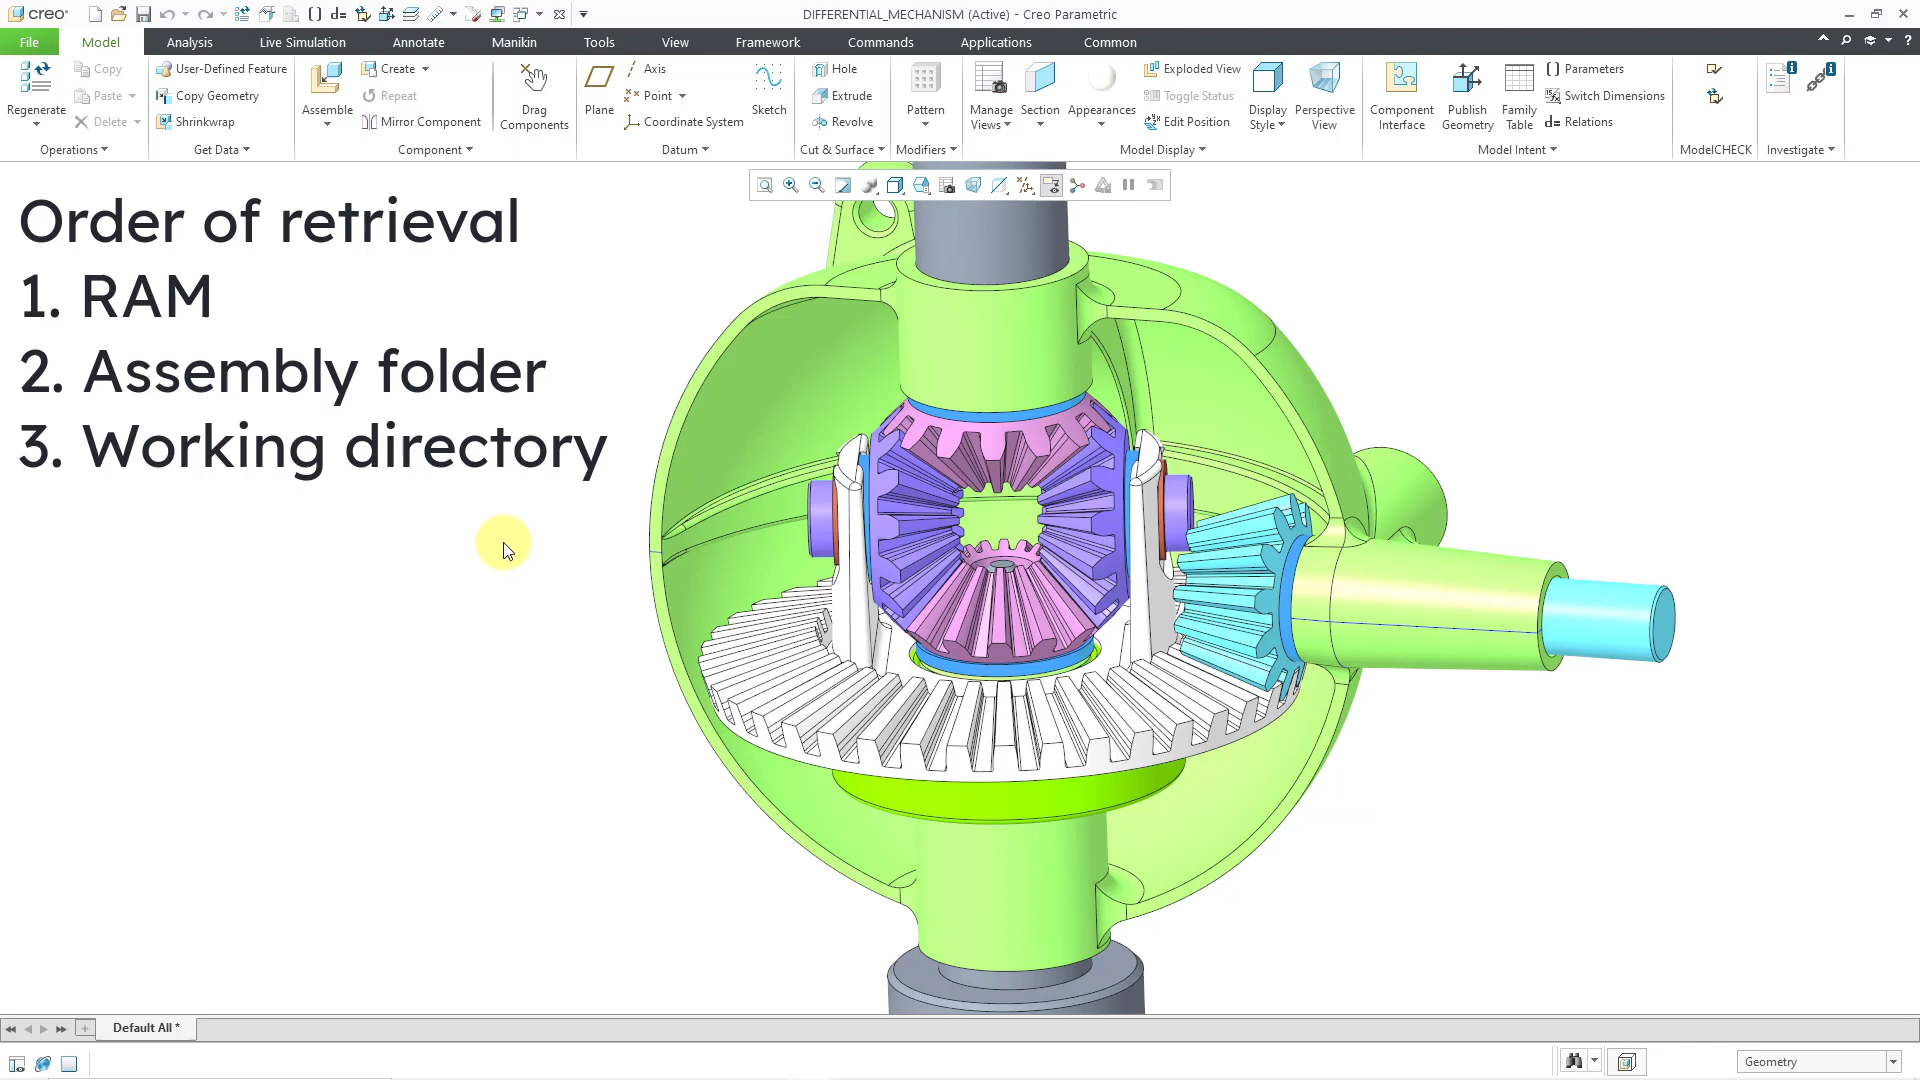 creo
DIFFERENTIAL_MECHANISM (Active) - Creo Parametric
File Model Analysis Live Simulation Annotate Manikin Tools View Framework Commands Applications Common
Regenerate
Copy
Paste
Delete
Operations
User-Defined Feature
Copy Geometry
Shrinkwrap
Get Data
Assemble
Create
Repeat
Mirror Component
Drag
Components
Component
Plane
Axis
Point
Coordinate System
Sketch
Datum
Hole
Extrude
Revolve
Cut & Surface
Pattern
Modifiers
Manage
Views
Section
Appearances
Exploded View
Toggle Status
Edit Position
Display
Style
Perspective
View
Model Display
Component
Interface
Publish
Geometry
Family
Table
Parameters
Switch Dimensions
d= Relations
Model Intent
ModelCHECK
Investigate
Order of retrieval
1. RAM
2. Assembly folder
3. Working directory
Default All *
Geometry